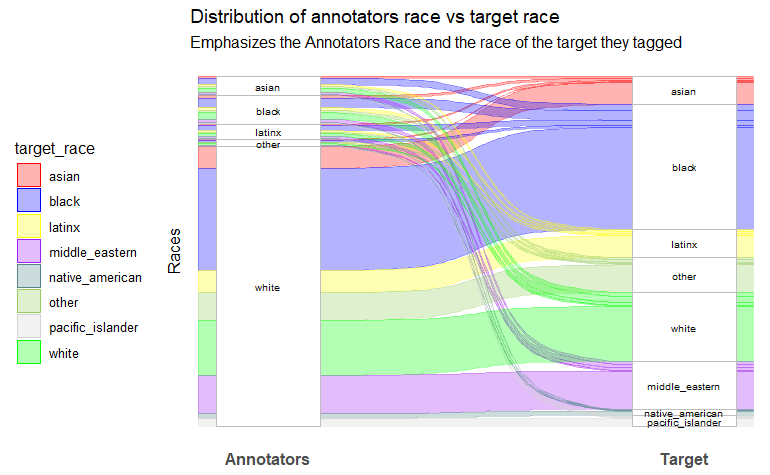 Distribution of annotators race vs target race
Emphasizes the Annotators Race and the race of the target they tagged
target_race
asian
black
latinx
middle_eastern
native_american
other
pacific_islander
white
Races
asian
black
latinx
other
white
asian
black
latinx
other
white
middle_eastern
native_american
pacific_islander
Annotators
Target